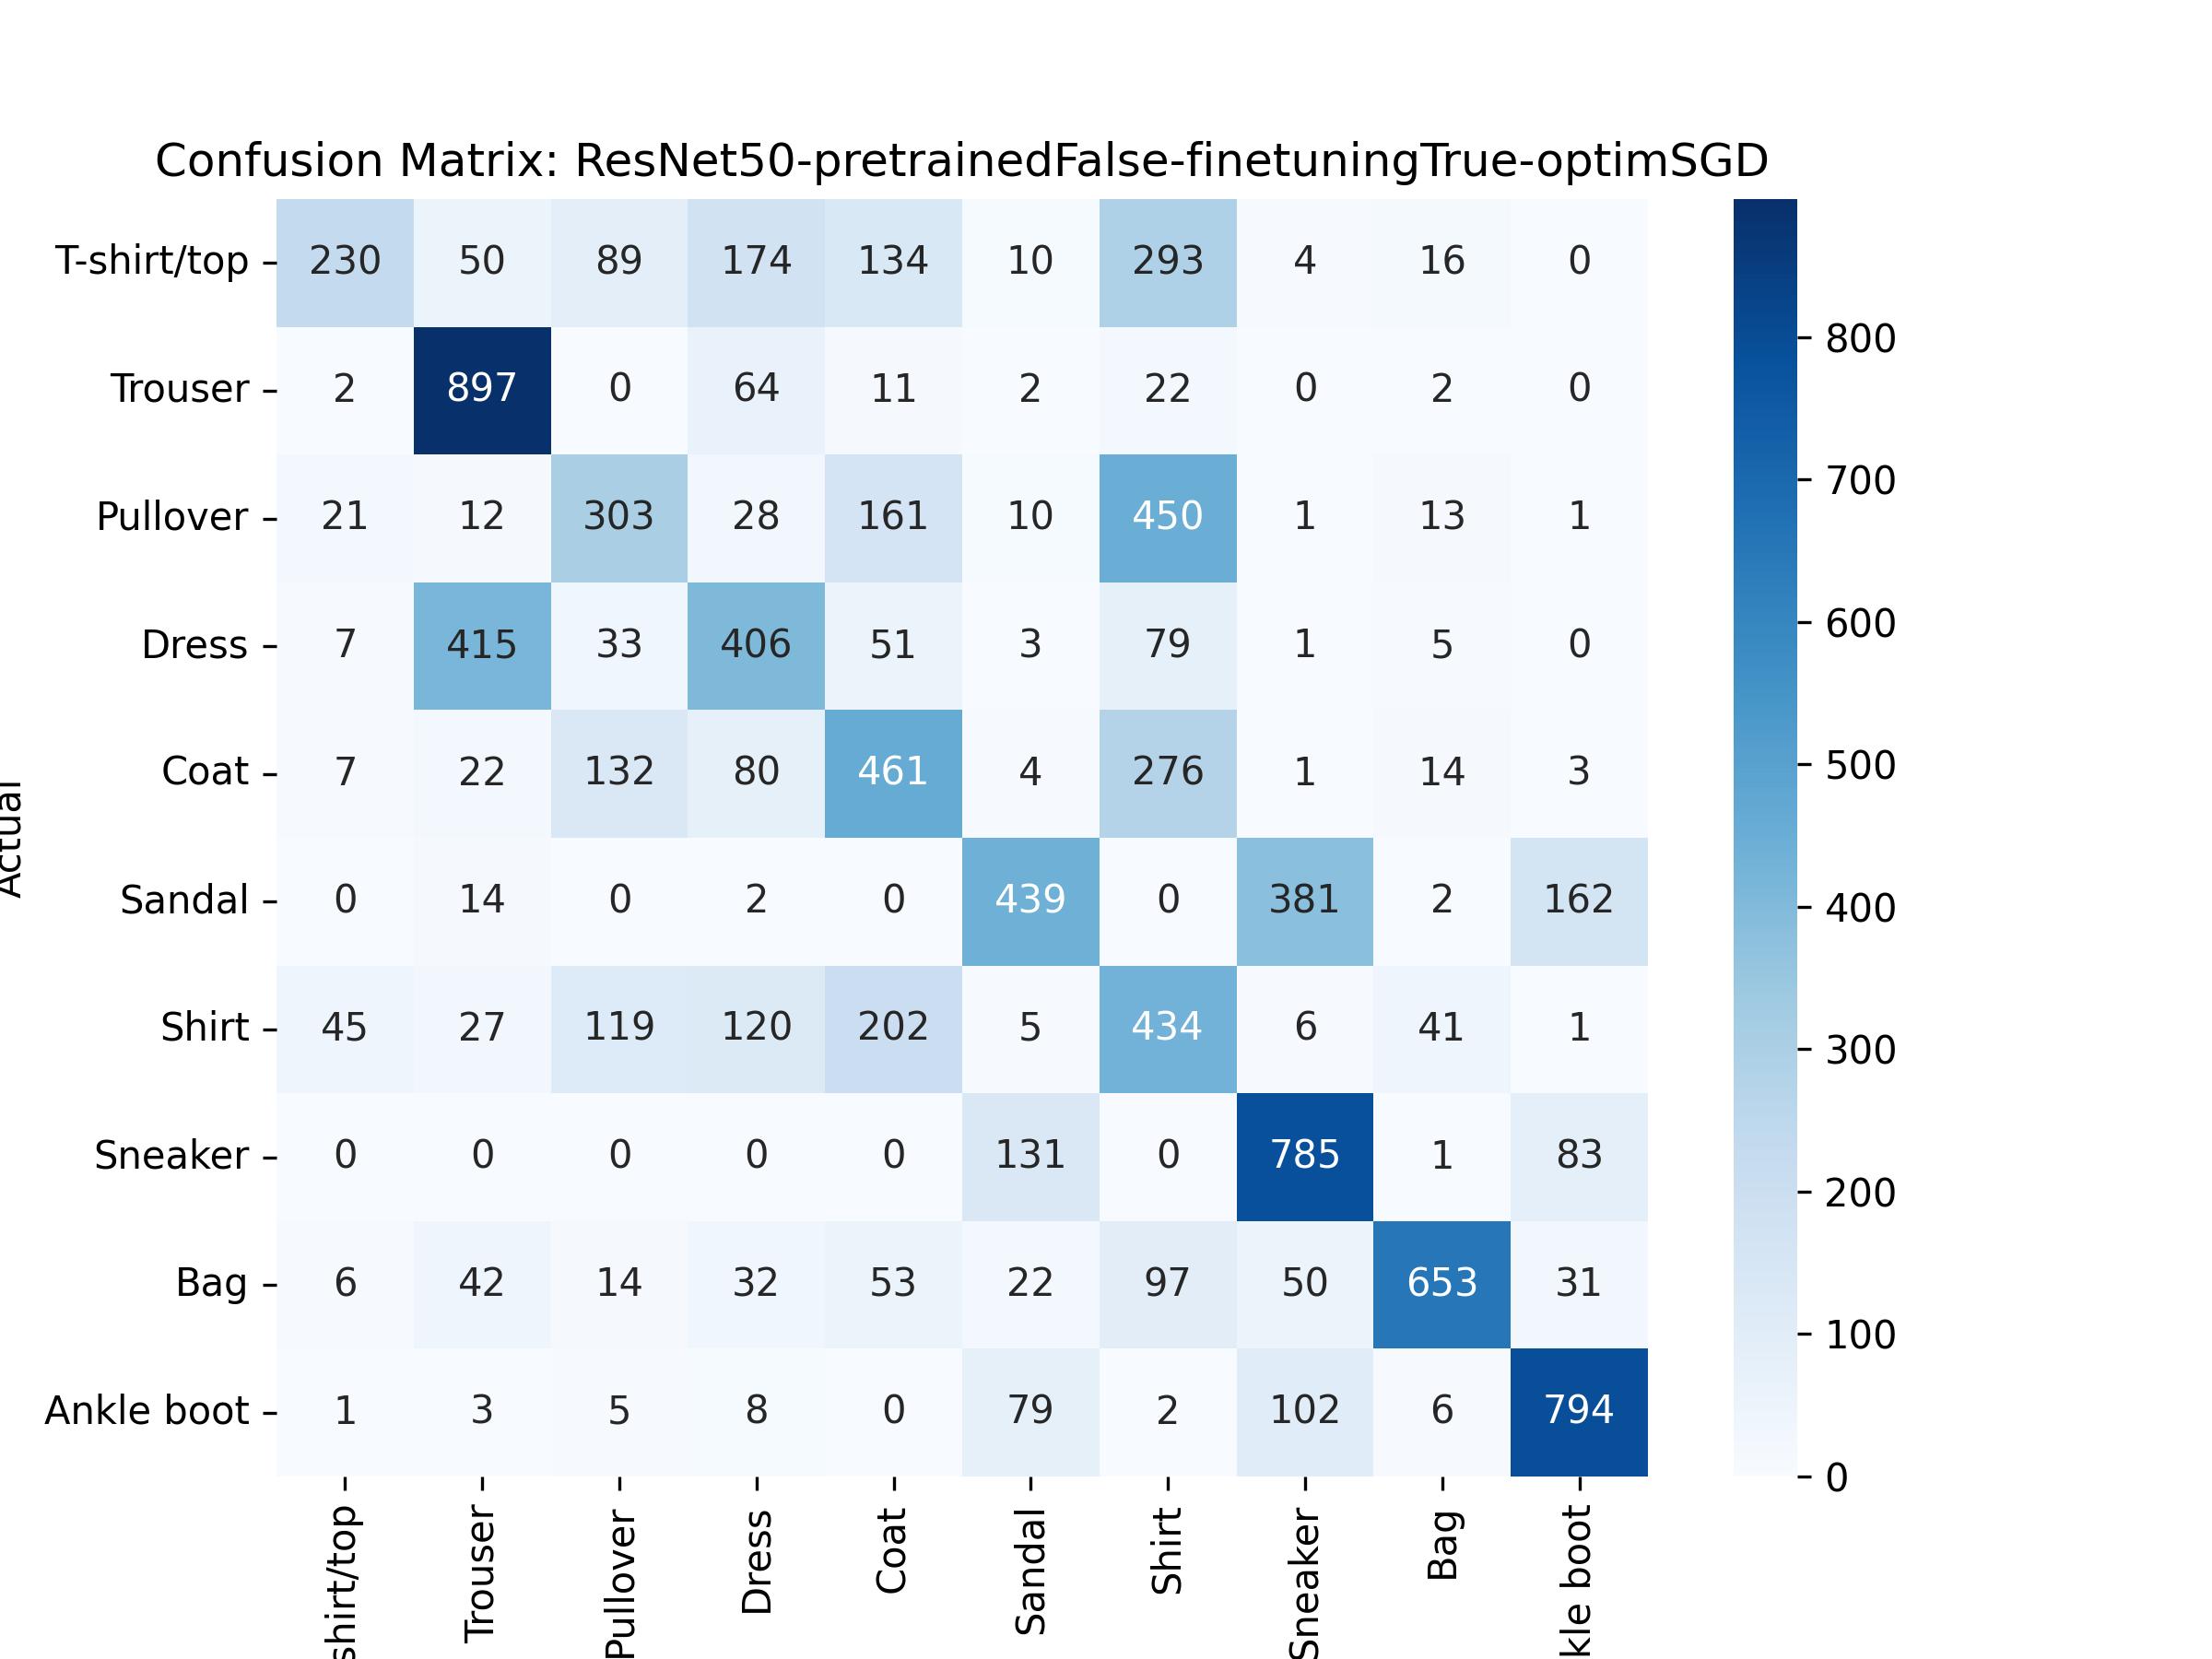 Confusion Matrix: ResNet50-pretrainedFalse-finetuningTrue-optimSGD
T-shirt/top 230 50 89 174 134 10 293 4 16 0
Trouser 2 897 0 64 11 2 22 0 2 0
Pullover 21 12 303 28 161 10 450 1 13 1
Dress 7 415 33 406 51 3 79 1 5 0
Coat 7 22 132 80 461 4 276 1 14 3
Sandal 0 14 0 2 0 439 0 381 2 162
Shirt 45 27 119 120 202 5 434 6 41 1
Sneaker 0 0 0 0 0 131 0 785 1 83
Bag 6 42 14 32 53 22 97 50 653 31
Ankle boot 1 3 5 8 0 79 2 102 6 794
Actual
shirt/top Trouser Pullover Dress Coat Sandal Shirt Sneaker Bag kle boot
800
700
600
500
400
300
200
100
0